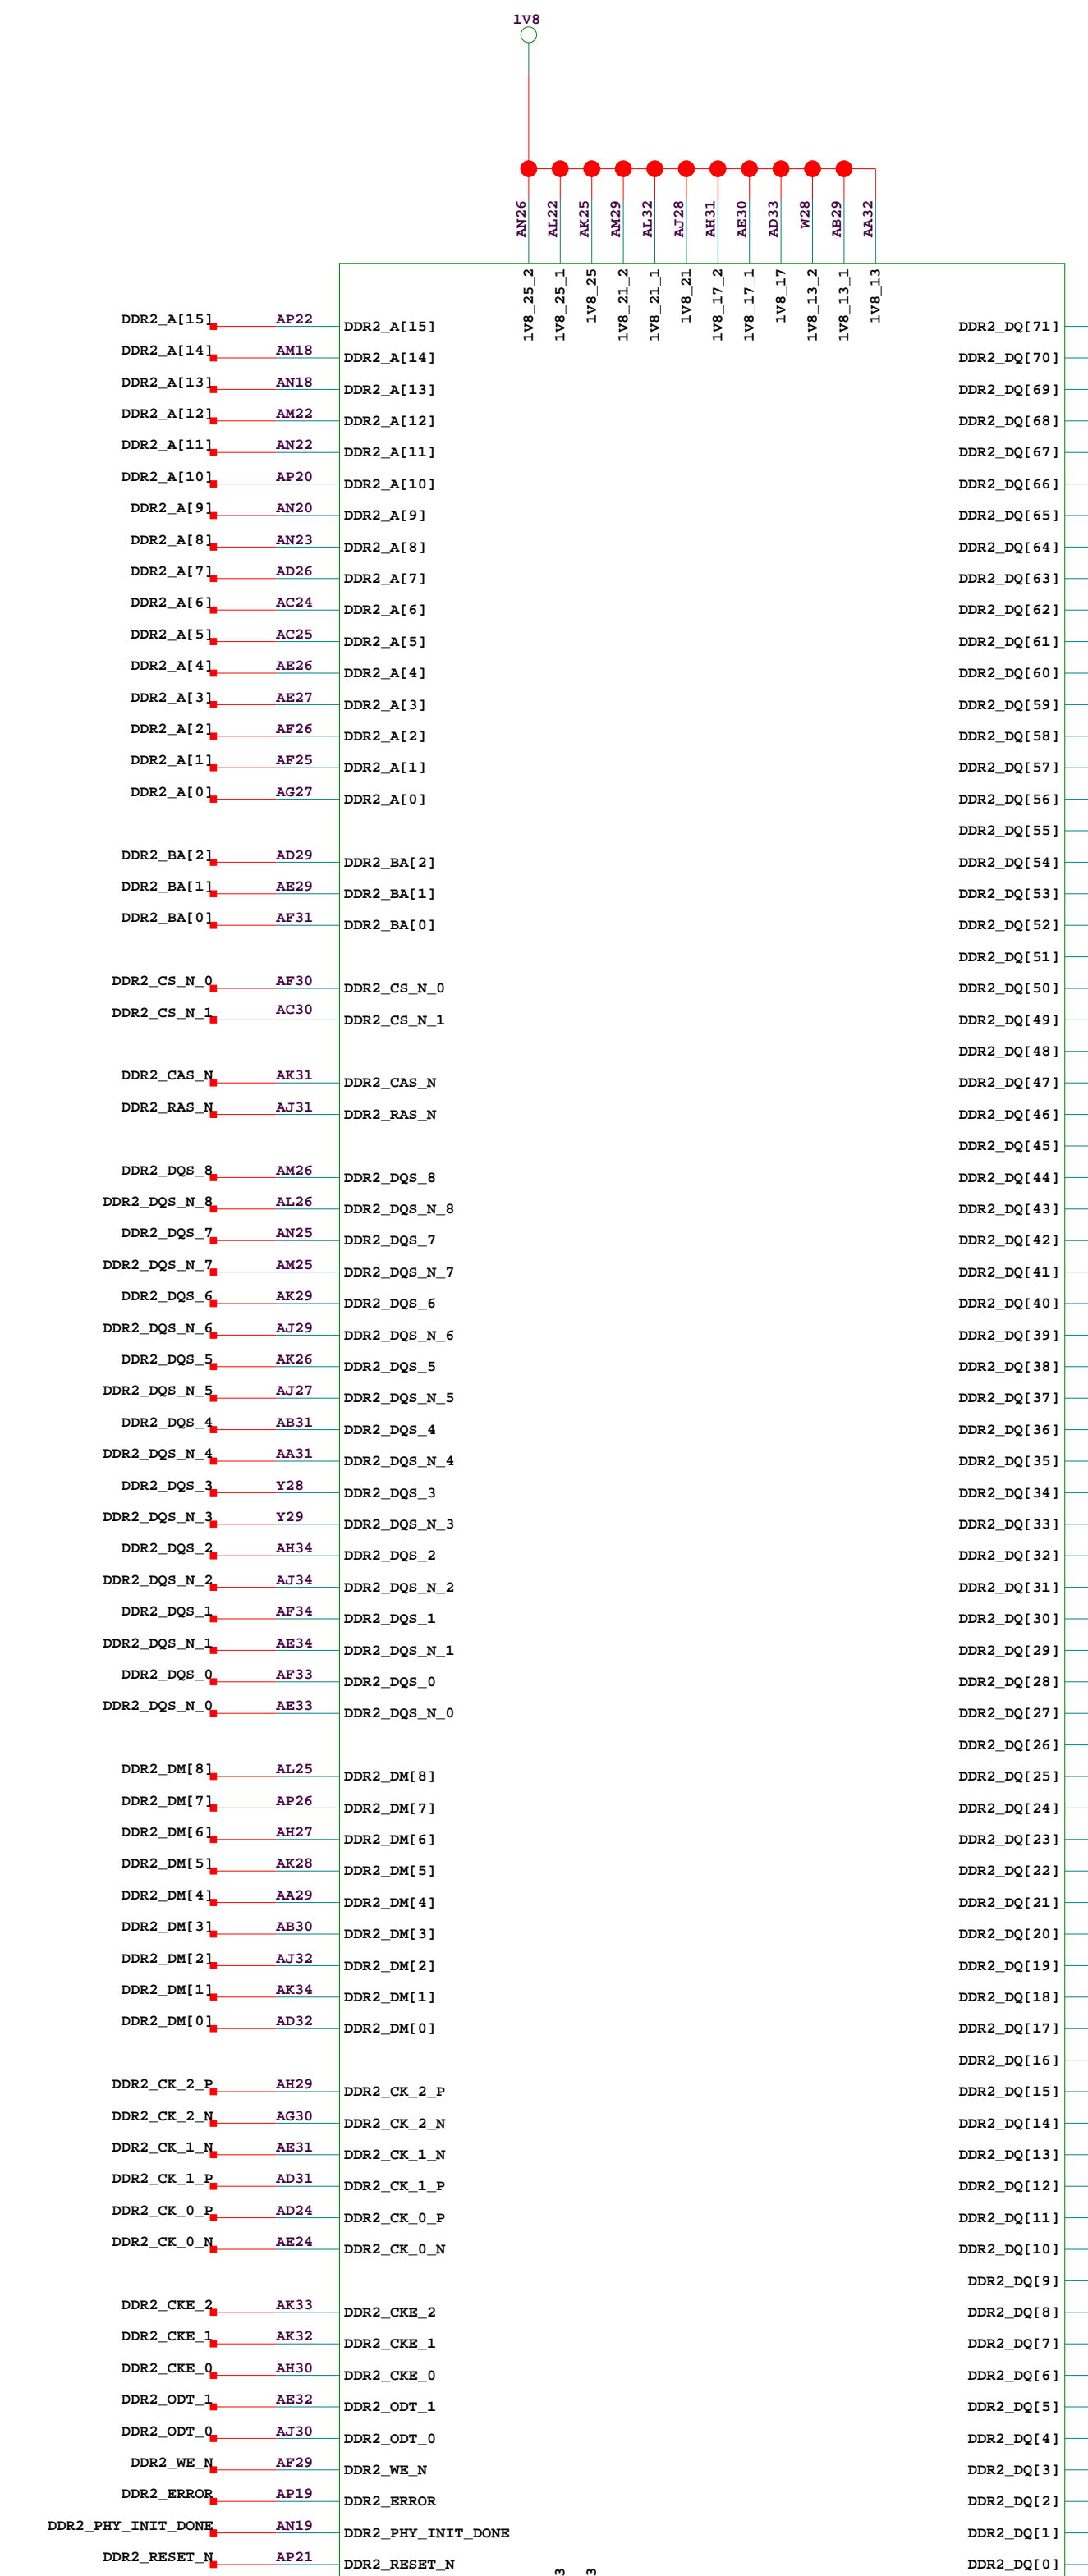 1V8
AN26 AL22 AK25 AM29 AL32 AJ28 AH31 AE30 AD33 W28 AB29 AA32
1V8_25_2 1V8_25_1 1V8_25 1V8_21_2 1V8_21_1 1V8_21 1V8_17_2 1V8_17_1 1V8_17 1V8_13_2 1V8_13_1 1V8_13
DDR2_A[15] AP22 DDR2_A[15] DDR2_DQ[71]
DDR2_A[14] AM18 DDR2_A[14] DDR2_DQ[70]
DDR2_A[13] AN18 DDR2_A[13] DDR2_DQ[69]
DDR2_A[12] AM22 DDR2_A[12] DDR2_DQ[68]
DDR2_A[11] AN22 DDR2_A[11] DDR2_DQ[67]
DDR2_A[10] AP20 DDR2_A[10] DDR2_DQ[66]
DDR2_A[9] AN20 DDR2_A[9] DDR2_DQ[65]
DDR2_A[8] AN23 DDR2_A[8] DDR2_DQ[64]
DDR2_A[7] AD26 DDR2_A[7] DDR2_DQ[63]
DDR2_A[6] AC24 DDR2_A[6] DDR2_DQ[62]
DDR2_A[5] AC25 DDR2_A[5] DDR2_DQ[61]
DDR2_A[4] AE26 DDR2_A[4] DDR2_DQ[60]
DDR2_A[3] AE27 DDR2_A[3] DDR2_DQ[59]
DDR2_A[2] AF26 DDR2_A[2] DDR2_DQ[58]
DDR2_A[1] AF25 DDR2_A[1] DDR2_DQ[57]
DDR2_A[0] AG27 DDR2_A[0] DDR2_DQ[56]
DDR2_DQ[55]
DDR2_BA[2] AD29 DDR2_BA[2] DDR2_DQ[54]
DDR2_BA[1] AE29 DDR2_BA[1] DDR2_DQ[53]
DDR2_BA[0] AF31 DDR2_BA[0] DDR2_DQ[52]
DDR2_DQ[51]
DDR2_CS_N_0 AF30 DDR2_CS_N_0 DDR2_DQ[50]
DDR2_CS_N_1 AC30 DDR2_CS_N_1 DDR2_DQ[49]
DDR2_DQ[48]
DDR2_CAS_N AK31 DDR2_CAS_N DDR2_DQ[47]
DDR2_RAS_N AJ31 DDR2_RAS_N DDR2_DQ[46]
DDR2_DQ[45]
DDR2_DQS_8 AM26 DDR2_DQS_8 DDR2_DQ[44]
DDR2_DQS_N_8 AL26 DDR2_DQS_N_8 DDR2_DQ[43]
DDR2_DQS_7 AN25 DDR2_DQS_7 DDR2_DQ[42]
DDR2_DQS_N_7 AM25 DDR2_DQS_N_7 DDR2_DQ[41]
DDR2_DQS_6 AK29 DDR2_DQS_6 DDR2_DQ[40]
DDR2_DQS_N_6 AJ29 DDR2_DQS_N_6 DDR2_DQ[39]
DDR2_DQS_5 AK26 DDR2_DQS_5 DDR2_DQ[38]
DDR2_DQS_N_5 AJ27 DDR2_DQS_N_5 DDR2_DQ[37]
DDR2_DQS_4 AB31 DDR2_DQS_4 DDR2_DQ[36]
DDR2_DQS_N_4 AA31 DDR2_DQS_N_4 DDR2_DQ[35]
DDR2_DQS_3 Y28 DDR2_DQS_3 DDR2_DQ[34]
DDR2_DQS_N_3 Y29 DDR2_DQS_N_3 DDR2_DQ[33]
DDR2_DQS_2 AH34 DDR2_DQS_2 DDR2_DQ[32]
DDR2_DQS_N_2 AJ34 DDR2_DQS_N_2 DDR2_DQ[31]
DDR2_DQS_1 AF34 DDR2_DQS_1 DDR2_DQ[30]
DDR2_DQS_N_1 AE34 DDR2_DQS_N_1 DDR2_DQ[29]
DDR2_DQS_0 AF33 DDR2_DQS_0 DDR2_DQ[28]
DDR2_DQS_N_0 AE33 DDR2_DQS_N_0 DDR2_DQ[27]
DDR2_DQ[26]
DDR2_DM[8] AL25 DDR2_DM[8] DDR2_DQ[25]
DDR2_DM[7] AP26 DDR2_DM[7] DDR2_DQ[24]
DDR2_DM[6] AH27 DDR2_DM[6] DDR2_DQ[23]
DDR2_DM[5] AK28 DDR2_DM[5] DDR2_DQ[22]
DDR2_DM[4] AA29 DDR2_DM[4] DDR2_DQ[21]
DDR2_DM[3] AB30 DDR2_DM[3] DDR2_DQ[20]
DDR2_DM[2] AJ32 DDR2_DM[2] DDR2_DQ[19]
DDR2_DM[1] AK34 DDR2_DM[1] DDR2_DQ[18]
DDR2_DM[0] AD32 DDR2_DM[0] DDR2_DQ[17]
DDR2_DQ[16]
DDR2_CK_2_P AH29 DDR2_CK_2_P DDR2_DQ[15]
DDR2_CK_2_N AG30 DDR2_CK_2_N DDR2_DQ[14]
DDR2_CK_1_N AE31 DDR2_CK_1_N DDR2_DQ[13]
DDR2_CK_1_P AD31 DDR2_CK_1_P DDR2_DQ[12]
DDR2_CK_0_P AD24 DDR2_CK_0_P DDR2_DQ[11]
DDR2_CK_0_N AE24 DDR2_CK_0_N DDR2_DQ[10]
DDR2_DQ[9]
DDR2_CKE_2 AK33 DDR2_CKE_2 DDR2_DQ[8]
DDR2_CKE_1 AK32 DDR2_CKE_1 DDR2_DQ[7]
DDR2_CKE_0 AH30 DDR2_CKE_0 DDR2_DQ[6]
DDR2_ODT_1 AE32 DDR2_ODT_1 DDR2_DQ[5]
DDR2_ODT_0 AJ30 DDR2_ODT_0 DDR2_DQ[4]
DDR2_WE_N AF29 DDR2_WE_N DDR2_DQ[3]
DDR2_ERROR AP19 DDR2_ERROR DDR2_DQ[2]
DDR2_PHY_INIT_DONE AN19 DDR2_PHY_INIT_DONE DDR2_DQ[1]
DDR2_RESET_N AP21 DDR2_RESET_N 3 3 DDR2_DQ[0]